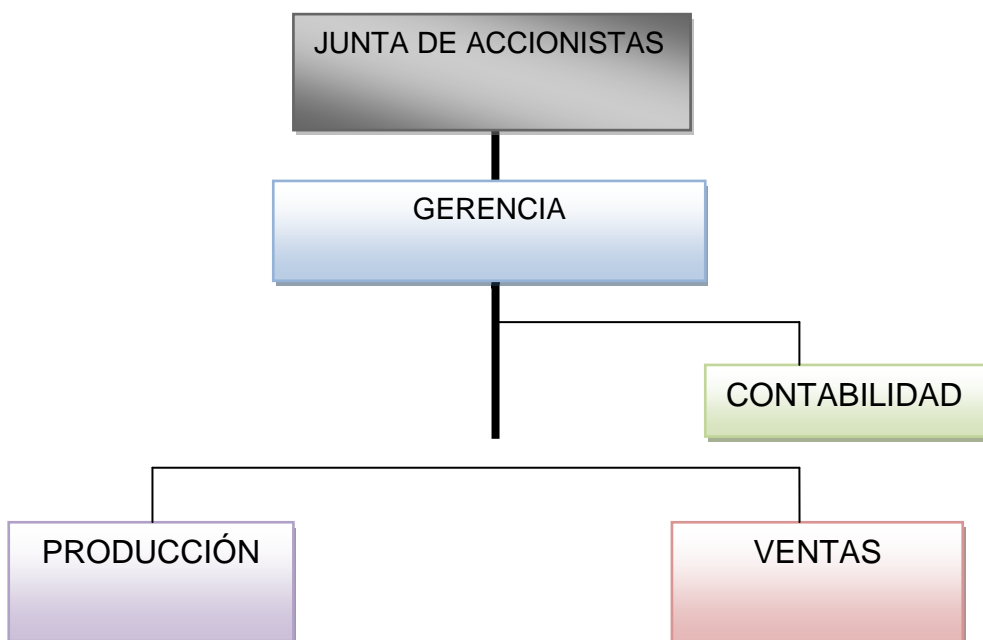 JUNTA DE ACCIONISTAS
GERENCIA
CONTABILIDAD
PRODUCCIÓN
VENTAS